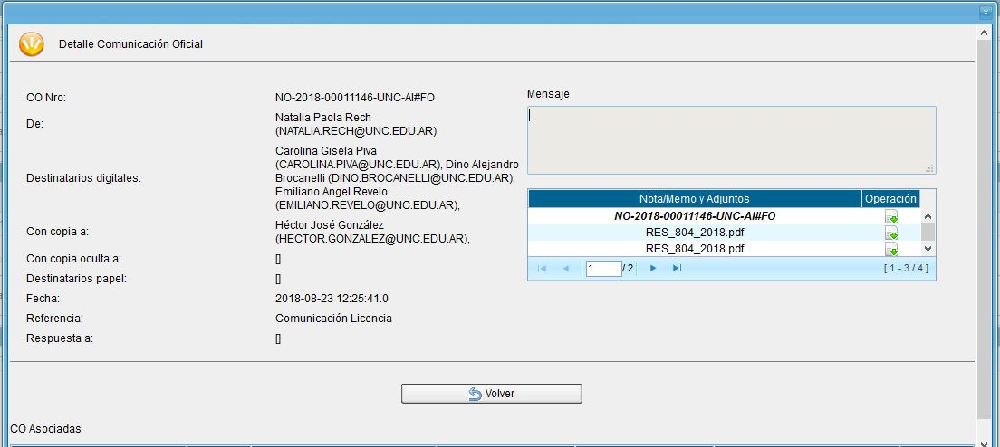 Detalle Comunicación Oficial
CO Nro: NO-2018-00011146-UNC-AI#FO
De: Natalia Paola Rech
(NATALIA.RECH@UNC.EDU.AR)
Destinatarios digitales: Carolina Gisela Piva
(CAROLINA.PIVA@UNC.EDU.AR), Dino Alejandro
Brocanelli (DINO.BROCANELLI@UNC.EDU.AR),
Emiliano Angel Revelo
(EMILIANO.REVELO@UNC.EDU.AR),
Con copia a: Héctor José González
(HECTOR.GONZALEZ@UNC.EDU.AR),
Con copia oculta a: []
Destinatarios papel: []
Fecha: 2018-08-23 12:25:41.0
Referencia: Comunicación Licencia
Respuesta a: []
Mensaje
Nota/Memo y Adjuntos Operación
NO-2018-00011146-UNC-AI#FO
RES_804_2018.pdf
RES_804_2018.pdf
1 / 2 [ 1 - 3 / 4 ]
Volver
CO Asociadas